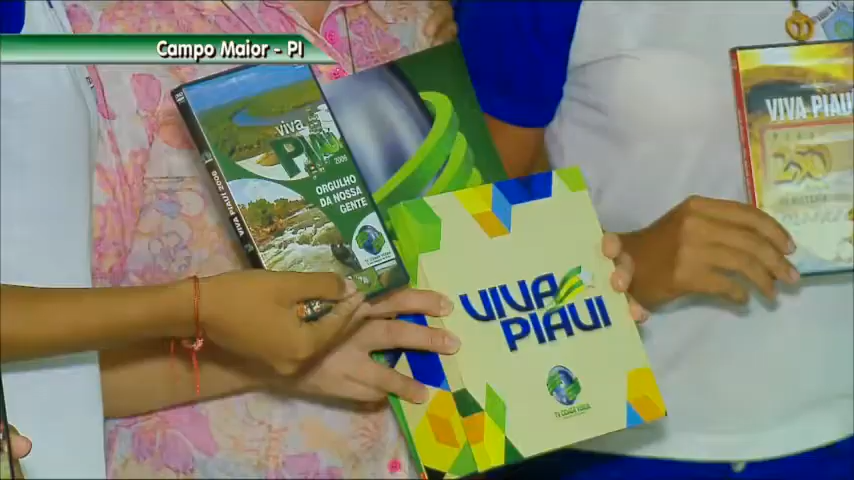 Campo Maior - PI
viva
PIAUÍ
2009
ORGULHO
DA NOSSA
GENTE
VIVA PIAUÍ 2009
VIVA
PIAUÍ
TV CIDADE VERDE
VIVA PIAUÍ
250